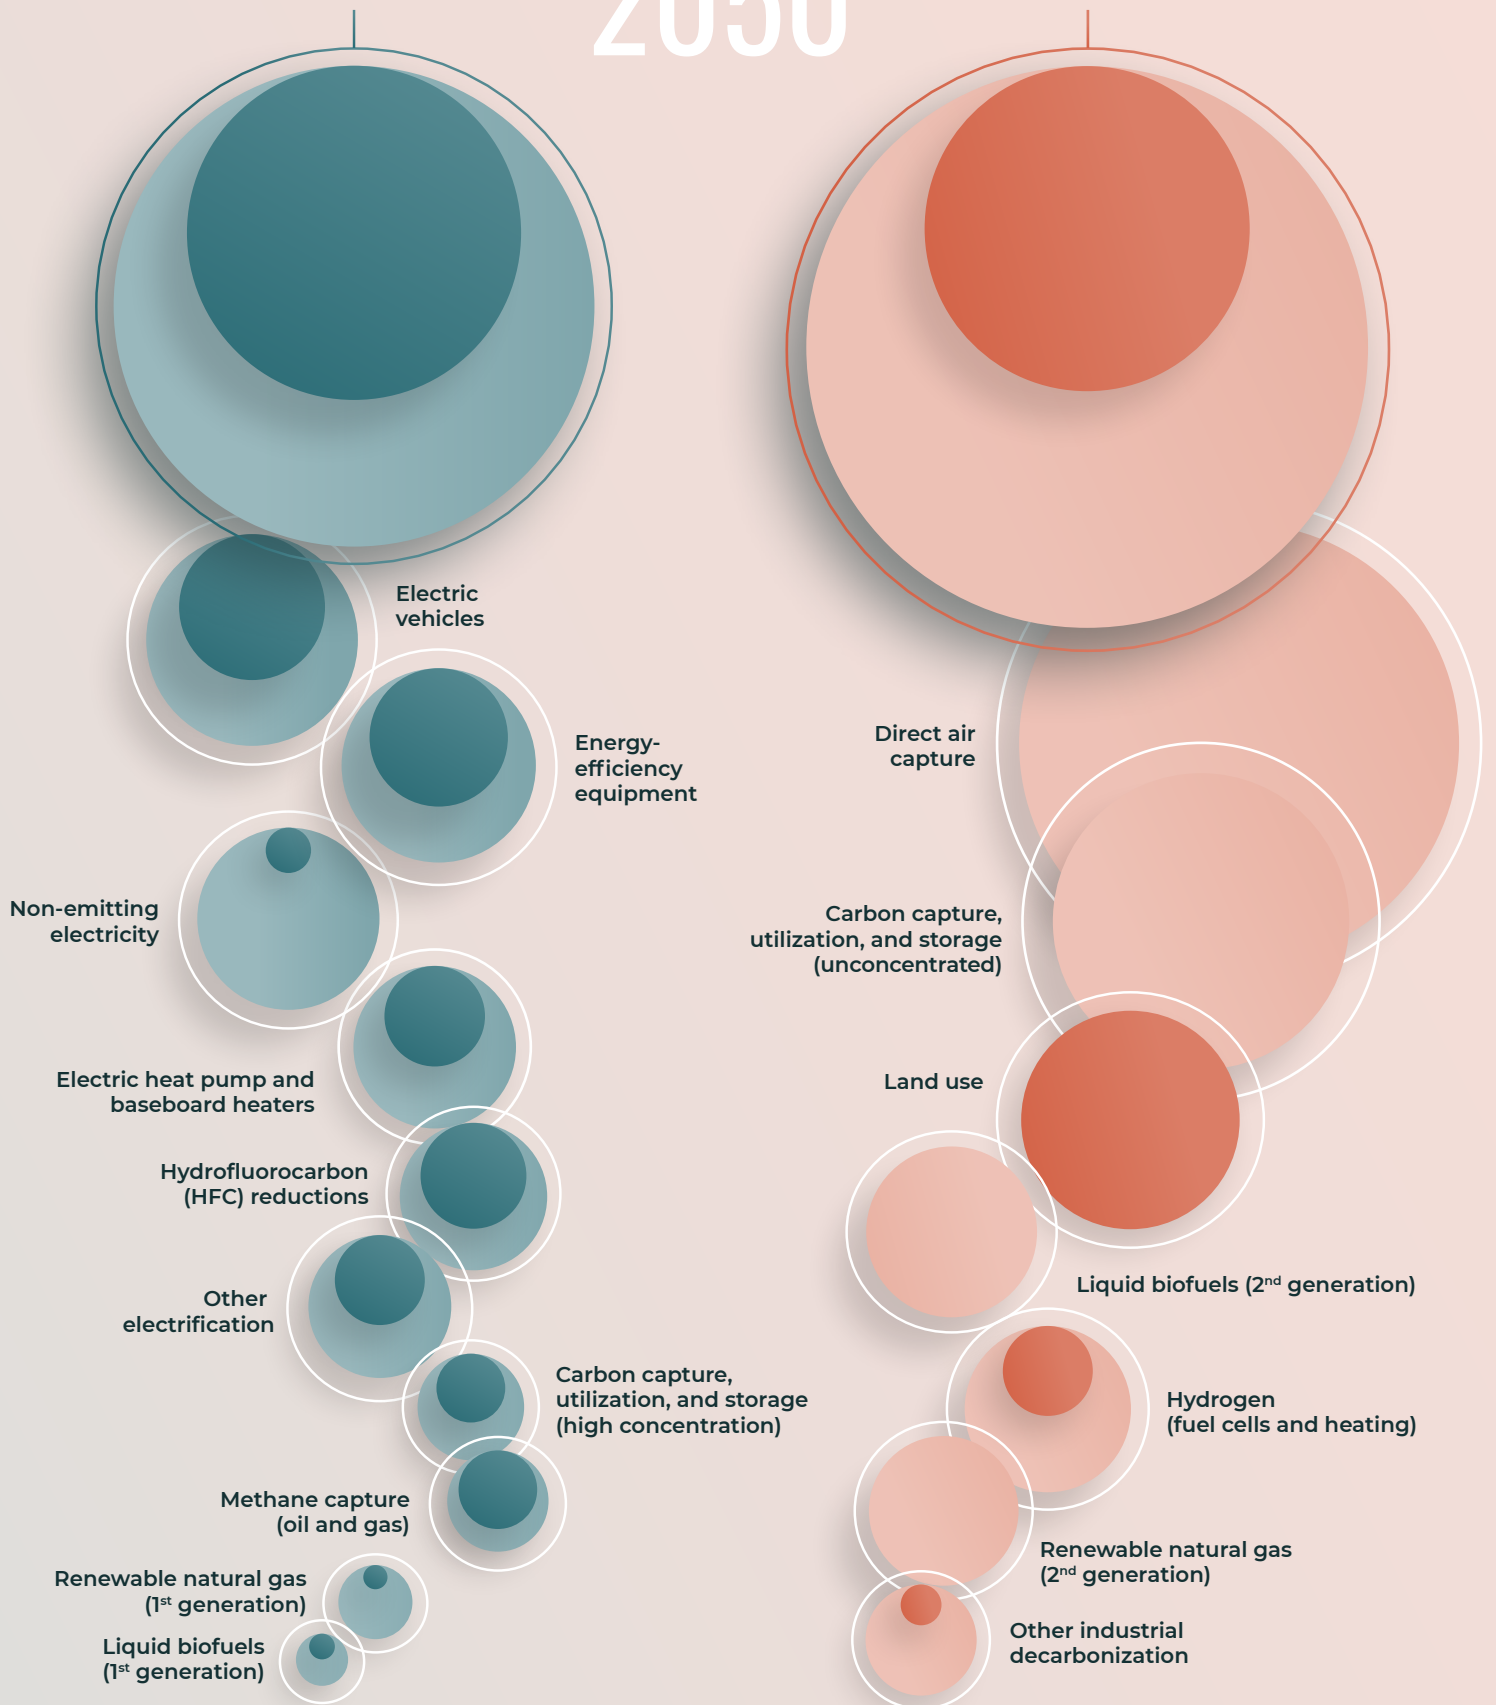 2050
Electric
vehicles
Energy-
efficiency
equipment
Non-emitting
electricity
Electric heat pump and
baseboard heaters
Hydrofluorocarbon
(HFC) reductions
Other
electrification
Carbon capture,
utilization, and storage
(high concentration)
Methane capture
(oil and gas)
Renewable natural gas
(1st generation)
Liquid biofuels
(1st generation)
Direct air
capture
Carbon capture,
utilization, and storage
(unconcentrated)
Land use
Liquid biofuels (2nd generation)
Hydrogen
(fuel cells and heating)
Renewable natural gas
(2nd generation)
Other industrial
decarbonization